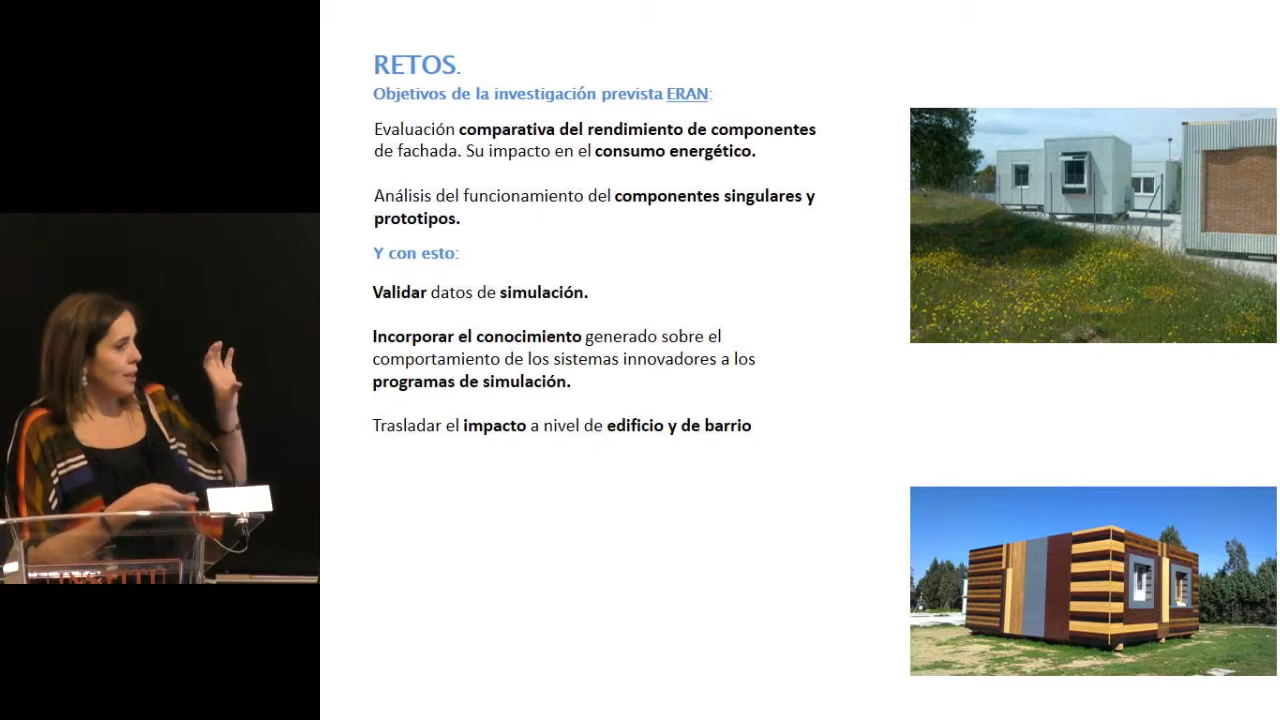 RETOS.
Objetivos de la investigación prevista ERAN:
Evaluación comparativa del rendimiento de componentes
de fachada. Su impacto en el consumo energético.
Análisis del funcionamiento del componentes singulares y
prototipos.
Y con esto:
Validar datos de simulación.
Incorporar el conocimiento generado sobre el
comportamiento de los sistemas innovadores a los
programas de simulación.
Trasladar el impacto a nivel de edificio y de barrio